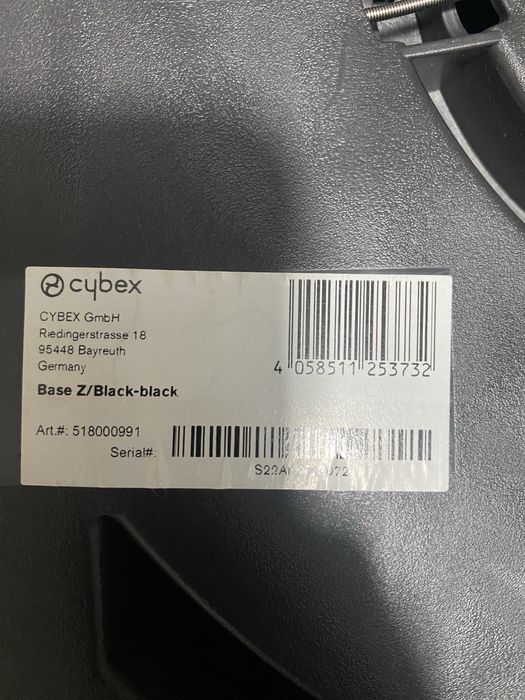 cybex
CYBEX GmbH
Riedingerstrasse 18
95448 Bayreuth
Germany
4 058511 253732
Base Z/Black-black
Art.#: 518000991
Serial#: